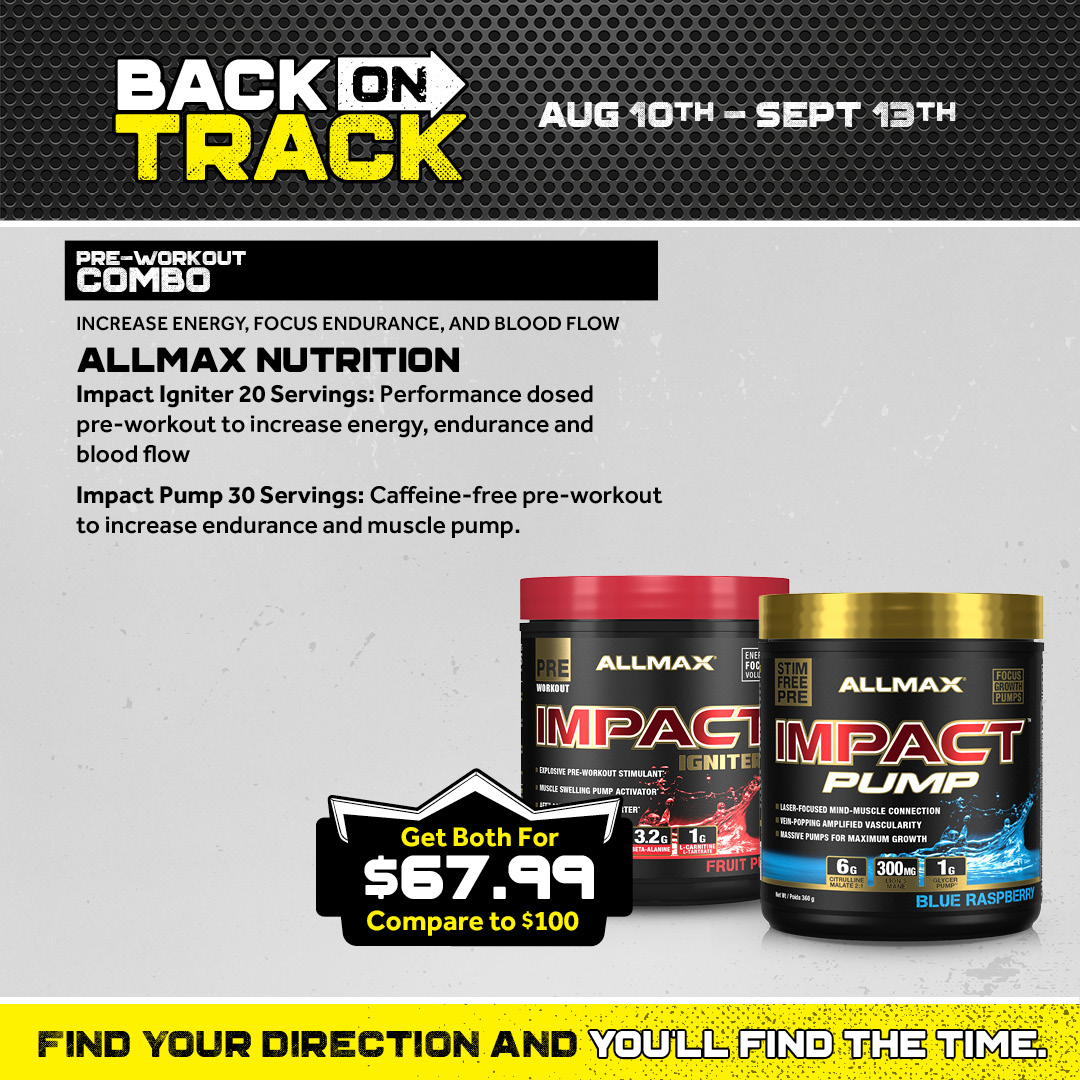 BACK ON
TRACK
AUG 10TH – SEPT 13TH
PRE-WORKOUT
COMBO
INCREASE ENERGY, FOCUS ENDURANCE, AND BLOOD FLOW
ALLMAX NUTRITION
Impact Igniter 20 Servings: Performance dosed
pre-workout to increase energy, endurance and
blood flow
Impact Pump 30 Servings: Caffeine-free pre-workout
to increase endurance and muscle pump.
PRE
WORKOUT
ALLMAX
IMPACT
IGNITER
EXPLOSIVE PRE-WORKOUT STIMULANT
MUSCLE SWELLING PUMP ACTIVATOR
3.2G
BETA-ALANINE
1G
L-CARNITINE
L-TARTRATE
FRUIT
STIM
FREE
PRE
ALLMAX
FOCUS
GROWTH
PUMPS
IMPACT
PUMP
LASER-FOCUSED MIND-MUSCLE CONNECTION
VEIN-POPPING AMPLIFIED VASCULARITY
MASSIVE PUMPS FOR MAXIMUM GROWTH
6G
CITRULLINE
MALATE 2:1
300MG
LION'S
MANE
1G
GLYCER
PUMP
Net Wt / Poids 360 g
BLUE RASPBERRY
Get Both For
$67.99
Compare to $100
FIND YOUR DIRECTION AND YOU'LL FIND THE TIME.